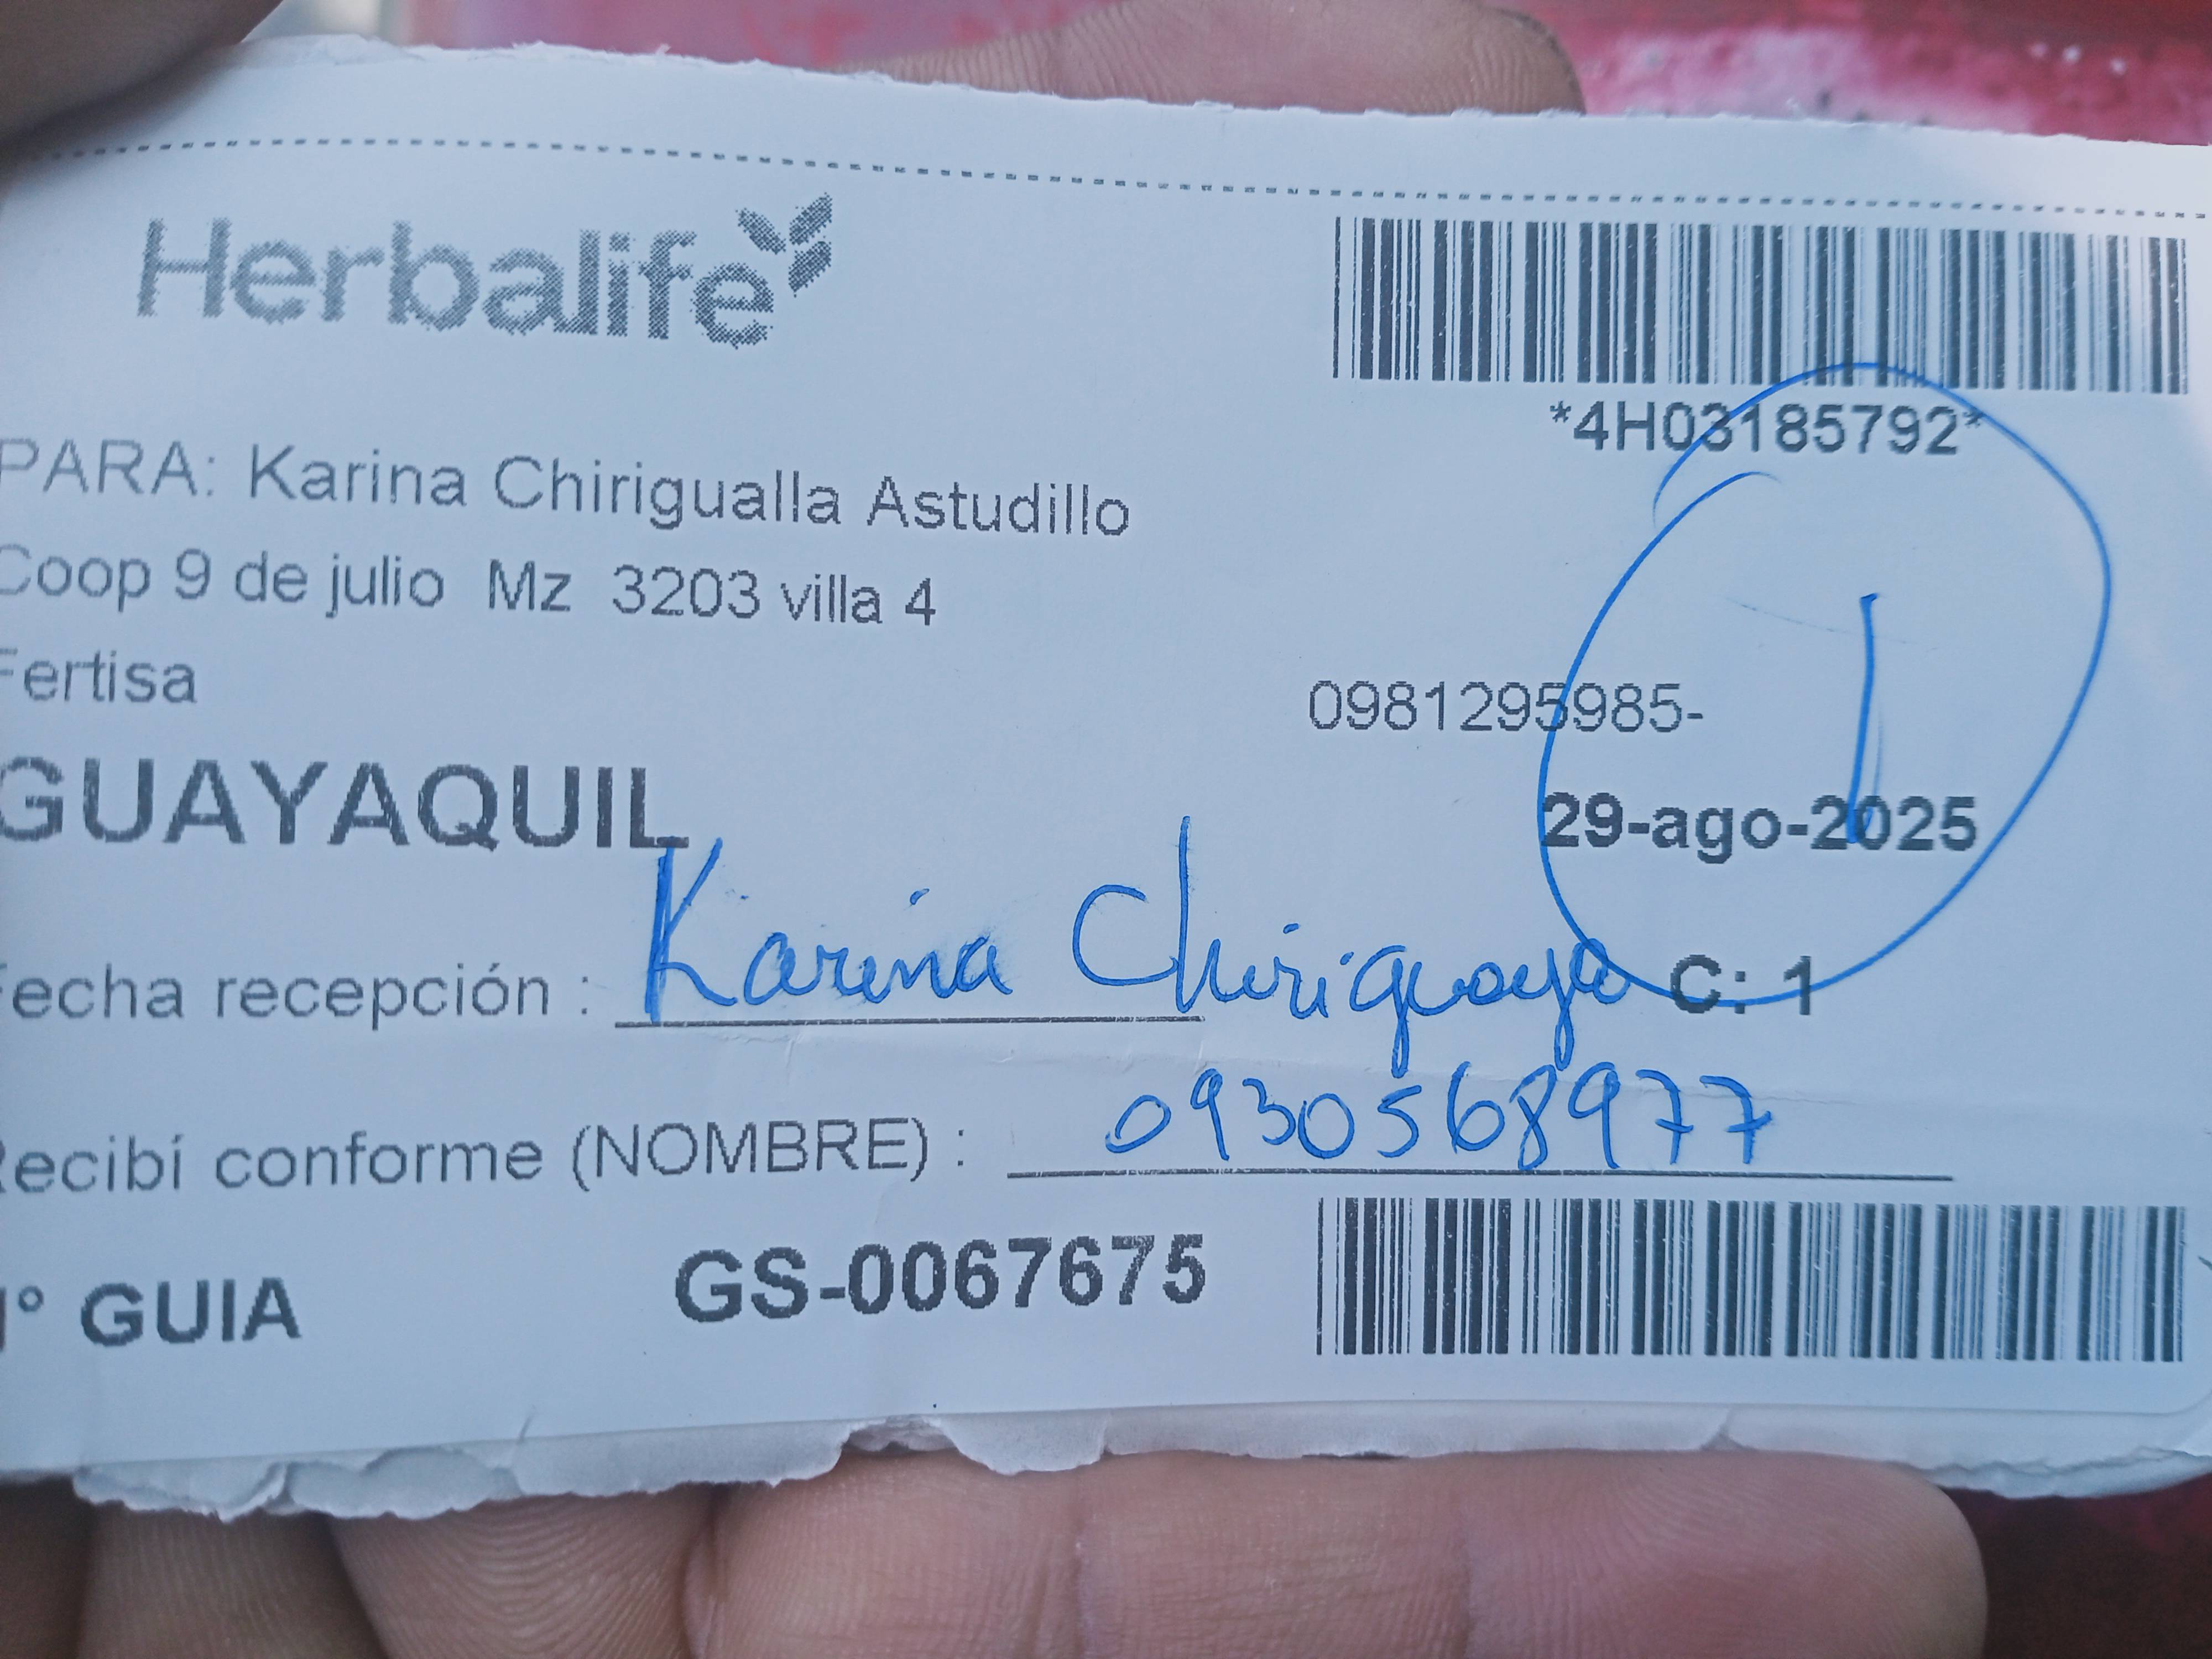 Herbalife
*4H03185792*
PARA: Karina Chirigualla Astudillo
Coop 9 de julio Mz 3203 villa 4
Fertisa
0981295985-
GUAYAQUIL
29-ago-2025
1
Fecha recepción : Karina Chiriguaya C: 1
Recibí conforme (NOMBRE) : 0930568977
N° GUIA GS-0067675